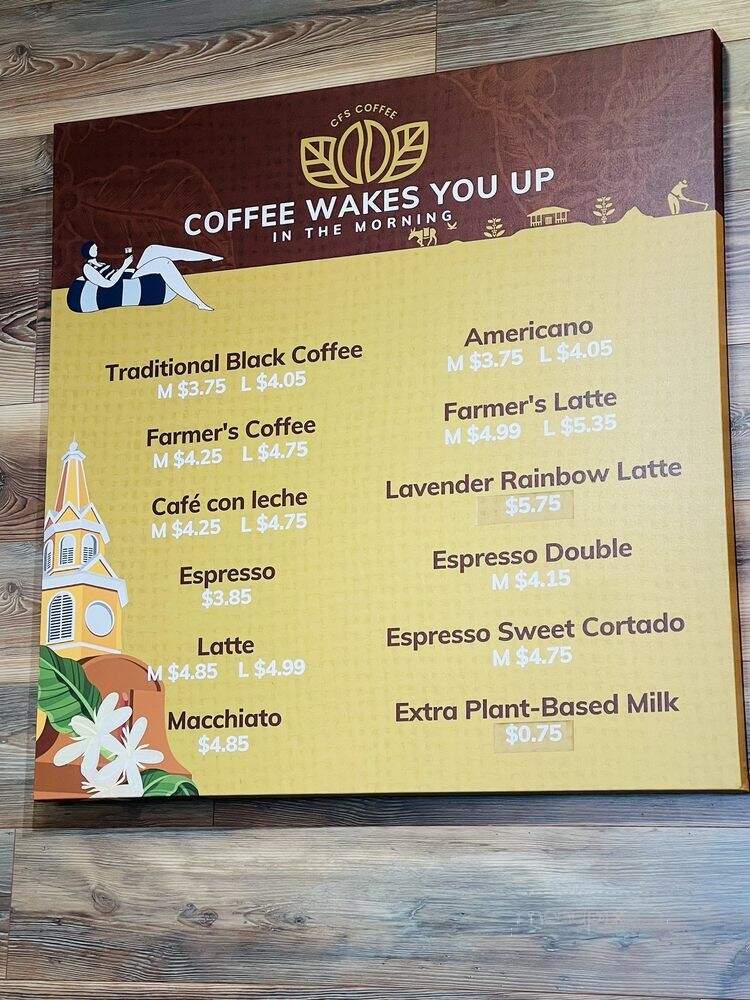 CFS COFFEE
COFFEE WAKES YOU UP
IN THE MORNING
Traditional Black Coffee
M $3.75 L $4.05
Farmer's Coffee
M $4.25 L $4.75
Café con leche
M $4.25 L $4.75
Espresso
$3.85
Latte
M $4.85 L $4.99
Macchiato
$4.85
Americano
M $3.75 L $4.05
Farmer's Latte
M $4.99 L $5.35
Lavender Rainbow Latte
$5.75
Espresso Double
M $4.15
Espresso Sweet Cortado
M $4.75
Extra Plant-Based Milk
$0.75